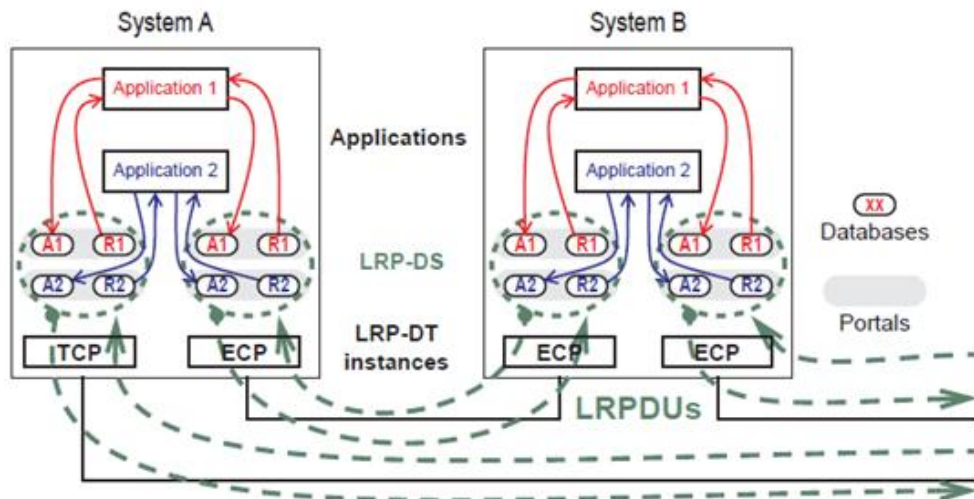 System A
System B
Application 1
Application 1
Applications
Application 2
Application 2
XX
Databases
A1 R1 A1 R1
A1 R1 A1 R1
LRP-DS
A2 R2 A2 R2
A2 R2 A2 R2
Portals
LRP-DT
instances
TCP
ECP
ECP
ECP
LRPDUs